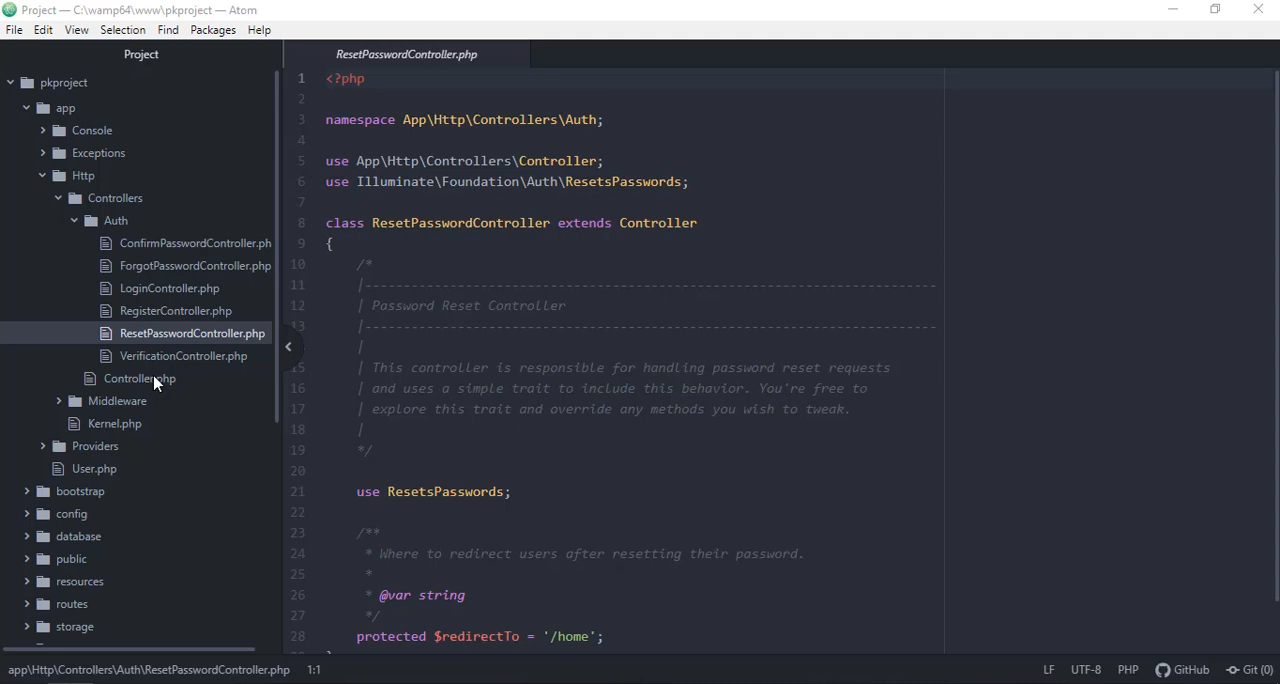 Project — C:\wamp64\www\pkproject — Atom
File Edit View Selection Find Packages Help
Project
pkproject
app
Console
Exceptions
Http
Controllers
Auth
ConfirmPasswordController.ph
ForgotPasswordController.php
LoginController.php
RegisterController.php
ResetPasswordController.php
VerificationController.php
Controller.php
Middleware
Kernel.php
Providers
User.php
bootstrap
config
database
public
resources
routes
storage
ResetPasswordController.php
1 <?php
2
3 namespace App\Http\Controllers\Auth;
4
5 use App\Http\Controllers\Controller;
6 use Illuminate\Foundation\Auth\ResetsPasswords;
7
8 class ResetPasswordController extends Controller
9 {
10 /*
11 |--------------------------------------------------------------------------
12 | Password Reset Controller
13 |--------------------------------------------------------------------------
|
15 | This controller is responsible for handling password reset requests
16 | and uses a simple trait to include this behavior. You're free to
17 | explore this trait and override any methods you wish to tweak.
18 |
19 */
20
21 use ResetsPasswords;
22
23 /**
24 * Where to redirect users after resetting their password.
25 *
26 * @var string
27 */
28 protected $redirectTo = '/home';
app\Http\Controllers\Auth\ResetPasswordController.php 1:1 LF UTF-8 PHP GitHub Git (0)